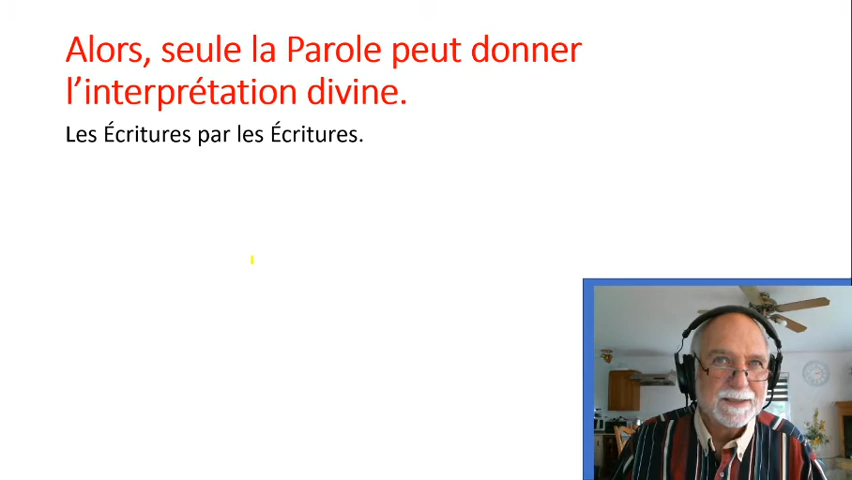 Alors, seule la Parole peut donner
l’interprétation divine.
Les Écritures par les Écritures.